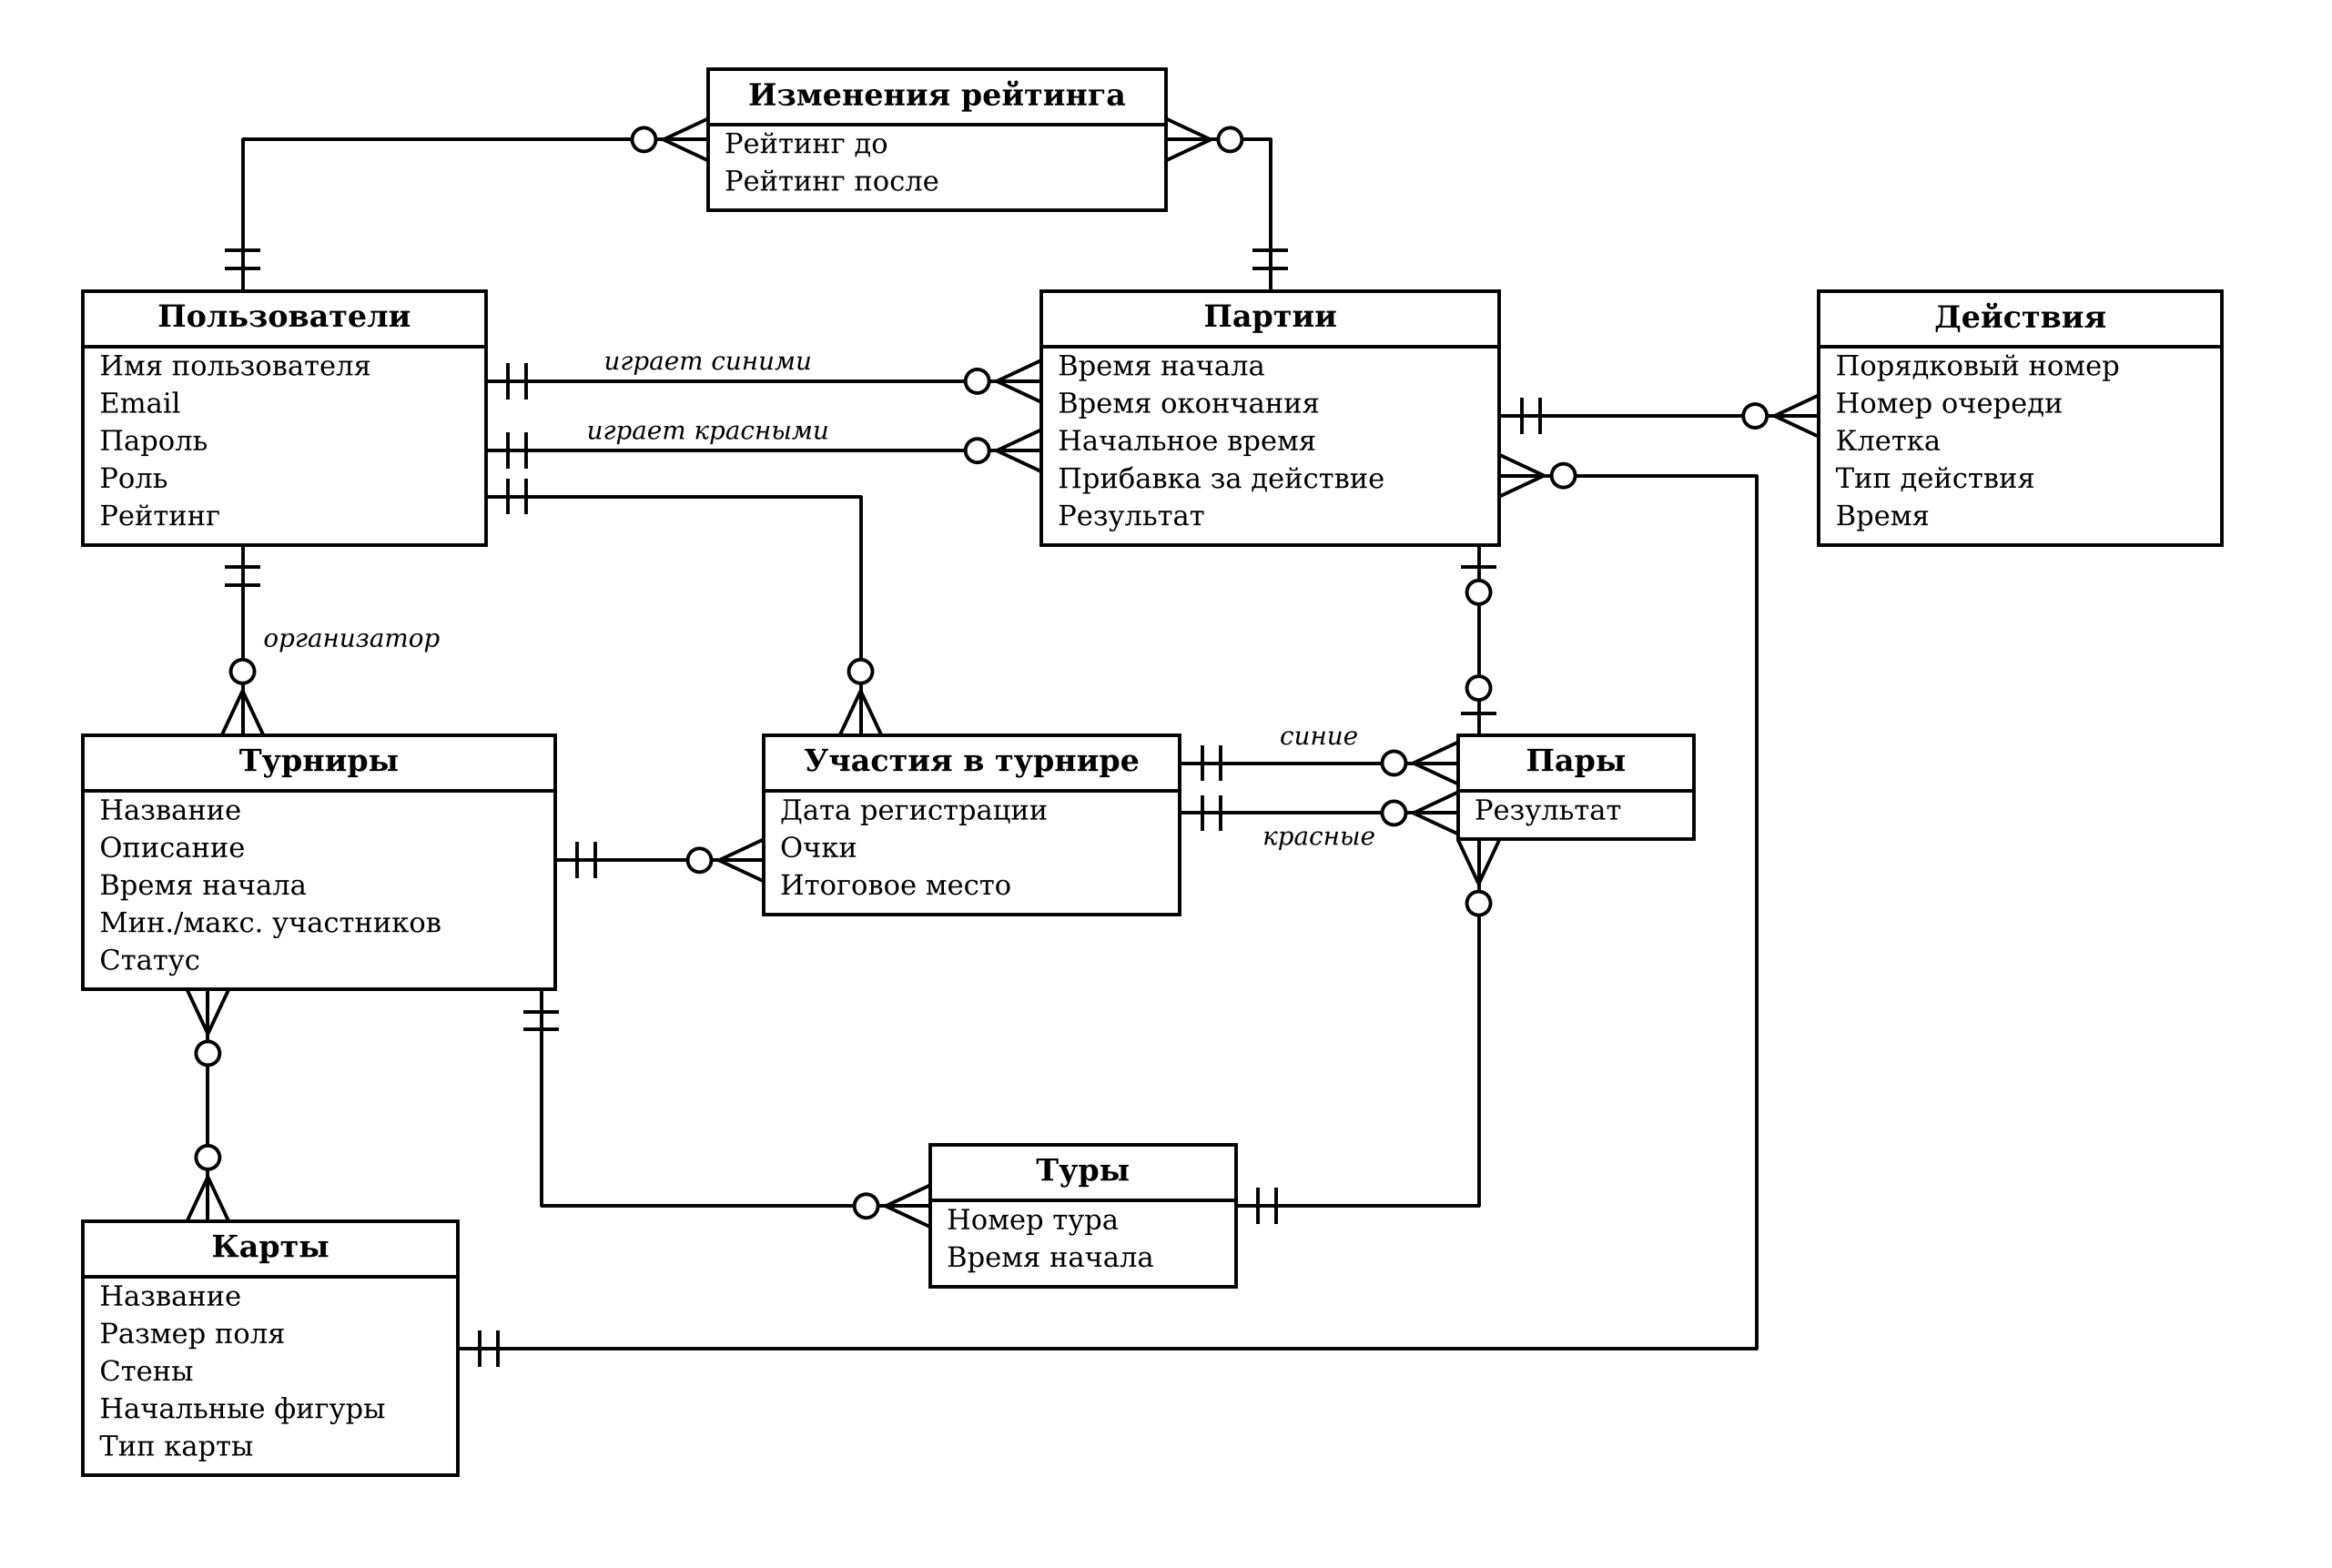 Изменения рейтинга
Рейтинг до
Рейтинг после
Пользователи
Имя пользователя
Email
Пароль
Роль
Рейтинг
играет синими
играет красными
Партии
Время начала
Время окончания
Начальное время
Прибавка за действие
Результат
Действия
Порядковый номер
Номер очереди
Клетка
Тип действия
Время
организатор
Турниры
Название
Описание
Время начала
Мин./макс. участников
Статус
Участия в турнире
Дата регистрации
Очки
Итоговое место
синие
красные
Пары
Результат
Туры
Номер тура
Время начала
Карты
Название
Размер поля
Стены
Начальные фигуры
Тип карты